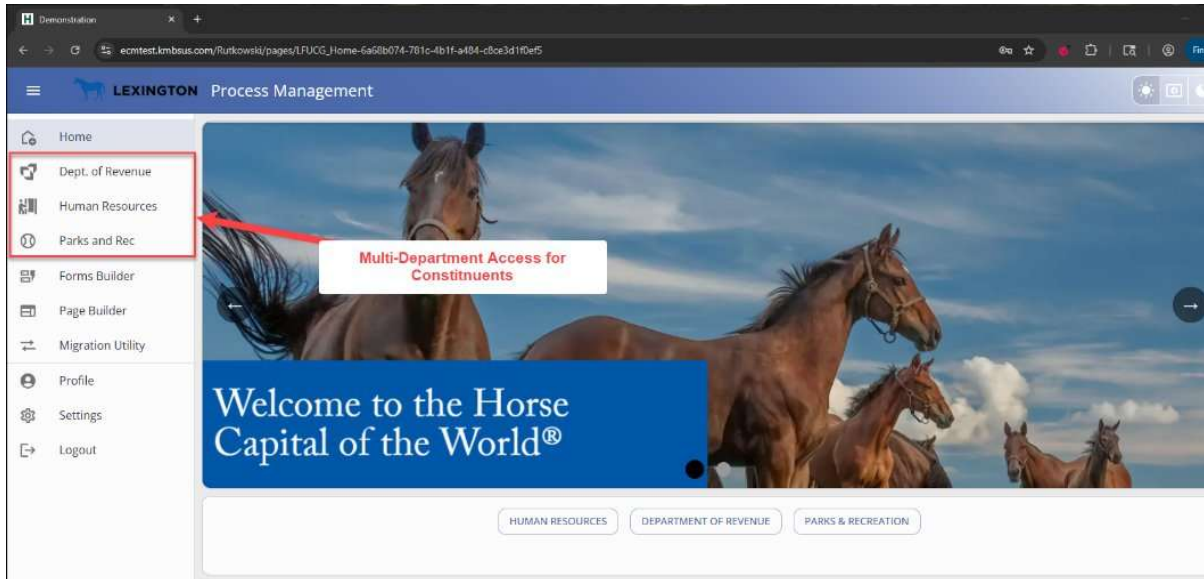 Demonstration
ecmtest.kmbsus.com/Rutkowski/pages/LFUCG_Home-6a68b074-781c-4b1f-a484-c8ce3d1f0ef5
Fin
LEXINGTON Process Management
Home
Dept. of Revenue
Human Resources
Parks and Rec
Forms Builder
Page Builder
Migration Utility
Profile
Settings
Logout
Multi-Department Access for
Constitnuents
Welcome to the Horse
Capital of the World®
HUMAN RESOURCES DEPARTMENT OF REVENUE PARKS & RECREATION